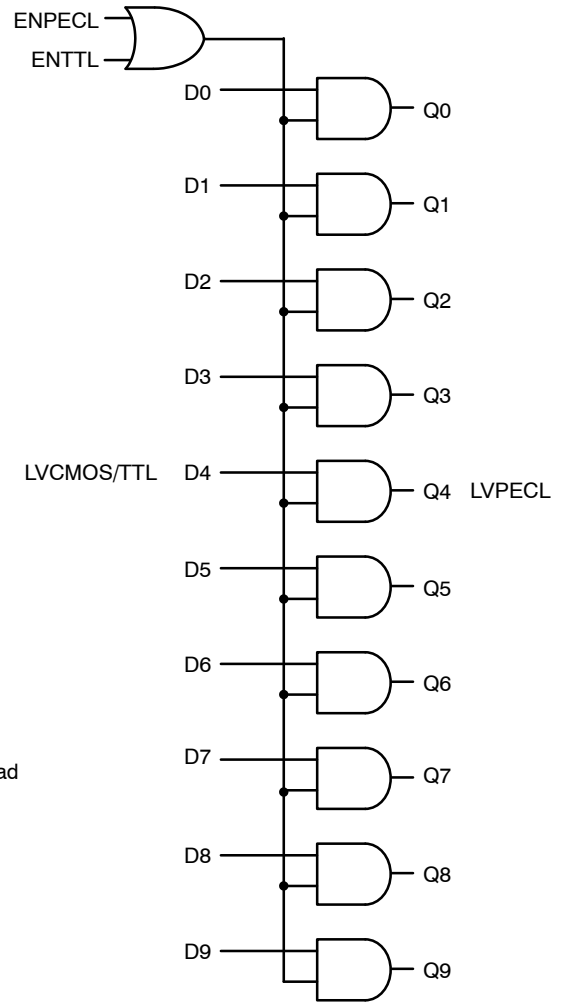 ENPECL
ENTTL
D0
Q0
D1
Q1
D2
Q2
D3
Q3
LVCMOS/TTL D4
Q4 LVPECL
D5
Q5
D6
Q6
D7
Q7
ad
D8
Q8
D9
Q9